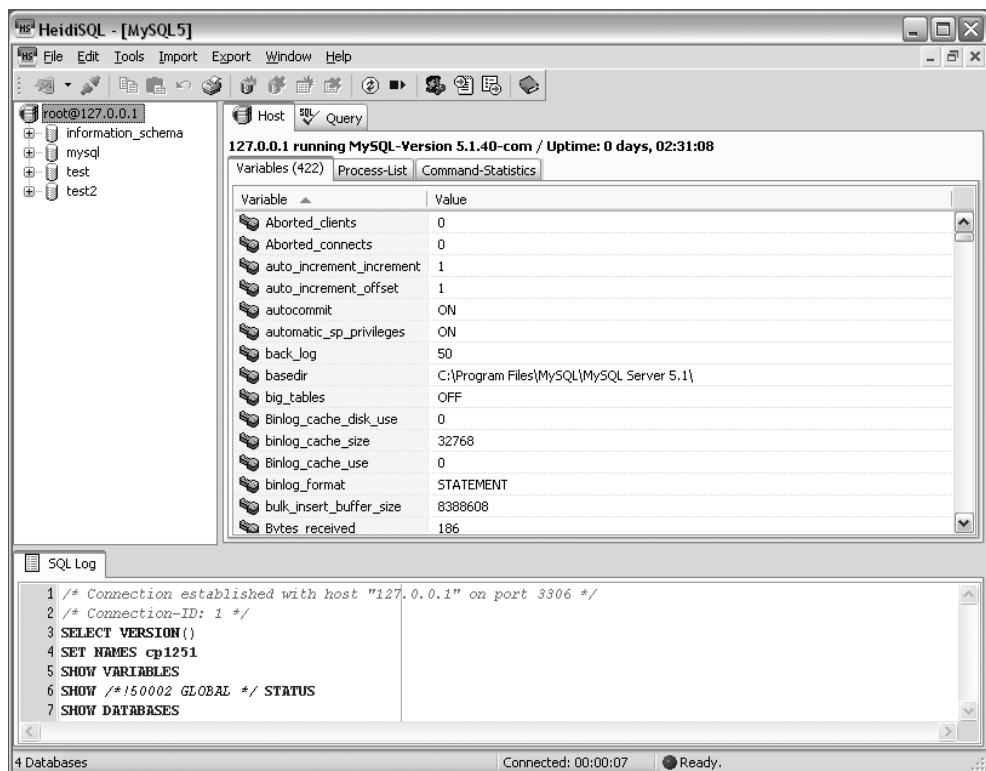 HeidiSQL - [MySQL5]
File Edit Tools Import Export Window Help
root@127.0.0.1
information_schema
mysql
test
test2
Host SQL Query
127.0.0.1 running MySQL-Version 5.1.40-com / Uptime: 0 days, 02:31:08
Variables (422) Process-List Command-Statistics
Variable Value
Aborted_clients 0
Aborted_connects 0
auto_increment_increment 1
auto_increment_offset 1
autocommit ON
automatic_sp_privileges ON
back_log 50
basedir C:\Program Files\MySQL\MySQL Server 5.1\
big_tables OFF
Binlog_cache_disk_use 0
binlog_cache_size 32768
Binlog_cache_use 0
binlog_format STATEMENT
bulk_insert_buffer_size 8388608
Bytes_received 186
SQL Log
1 /* Connection established with host "127.0.0.1" on port 3306 */
2 /* Connection-ID: 1 */
3 SELECT VERSION()
4 SET NAMES cp1251
5 SHOW VARIABLES
6 SHOW /*!50002 GLOBAL */ STATUS
7 SHOW DATABASES
4 Databases Connected: 00:00:07 Ready.